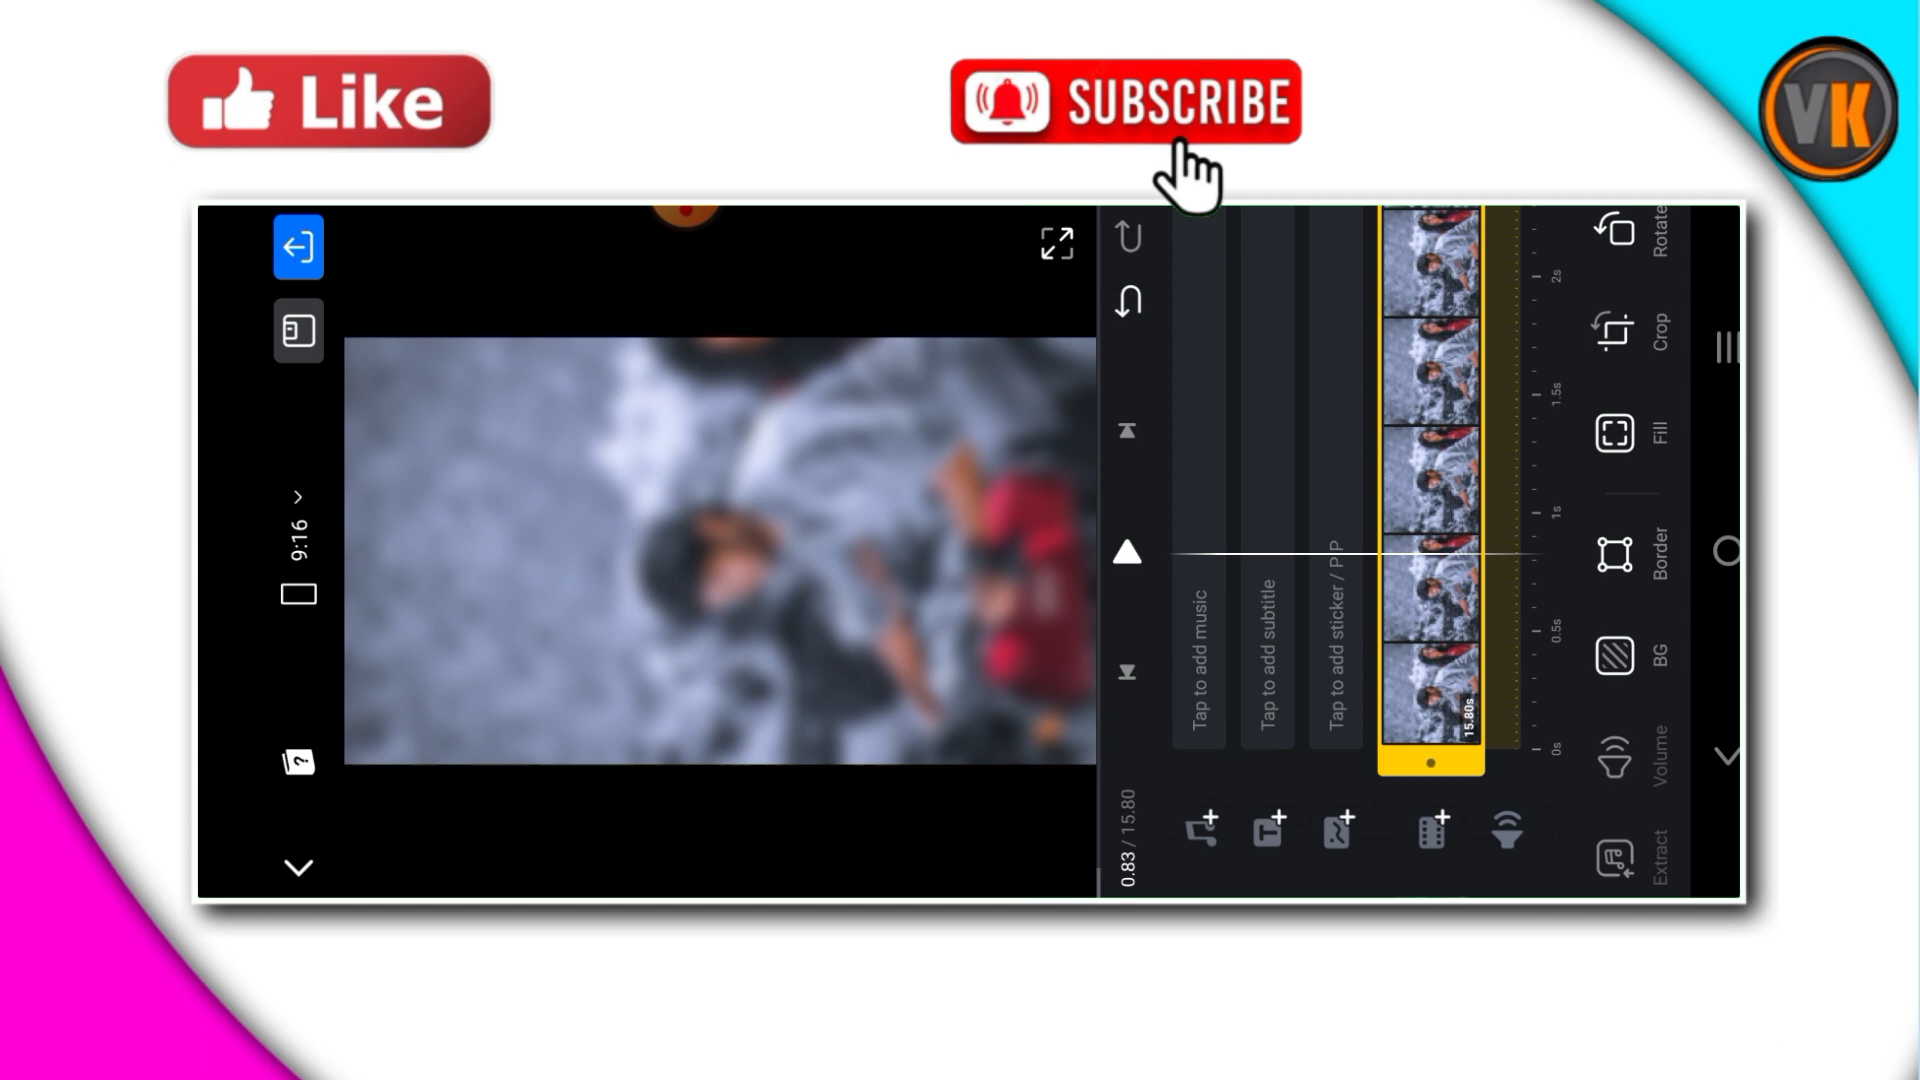 Like
SUBSCRIBE
VK
9:16
Tap to add music
Tap to add subtitle
Tap to add sticker / PIP
0.83 / 15.80
15.80s
0s
0.5s
1s
1.5s
2s
Extract
Volume
BG
Border
Fill
Crop
Rotate